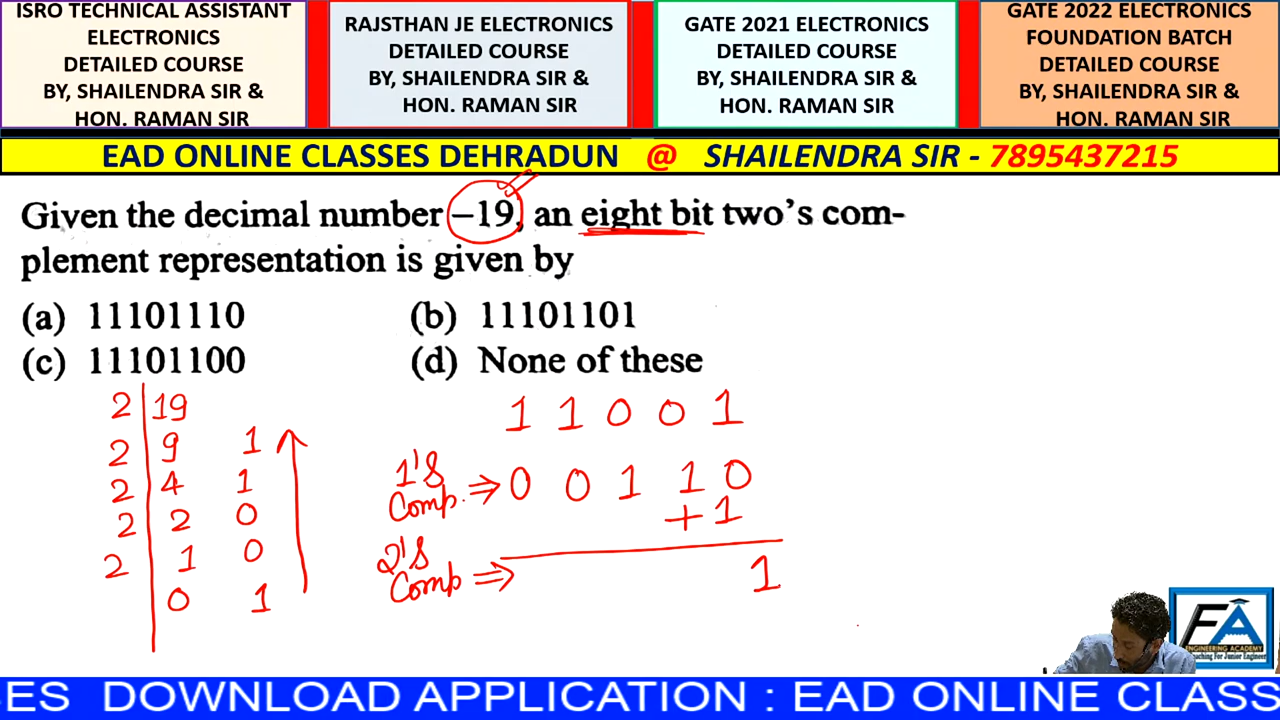 ISRO TECHNICAL ASSISTANT
ELECTRONICS
DETAILED COURSE
BY, SHAILENDRA SIR &
HON. RAMAN SIR
RAJSTHAN JE ELECTRONICS
DETAILED COURSE
BY, SHAILENDRA SIR &
HON. RAMAN SIR
GATE 2021 ELECTRONICS
DETAILED COURSE
BY, SHAILENDRA SIR &
HON. RAMAN SIR
GATE 2022 ELECTRONICS
FOUNDATION BATCH
DETAILED COURSE
BY, SHAILENDRA SIR &
HON. RAMAN SIR
EAD ONLINE CLASSES DEHRADUN @ SHAILENDRA SIR - 7895437215
Given the decimal number –19, an eight bit two's com-
plement representation is given by
(a) 11101110 (b) 11101101
(c) 11101100 (d) None of these
2 19
2 9 1
2 4 1
2 2 0
2 1 0
0 1
1 1 0 0 1
1'S Comp. ⇒ 0 0 1 1 0
+1
2'S Comp ⇒ 1
EA
ENGINEERING ACADEMY
SES DOWNLOAD APPLICATION : EAD ONLINE CLASS